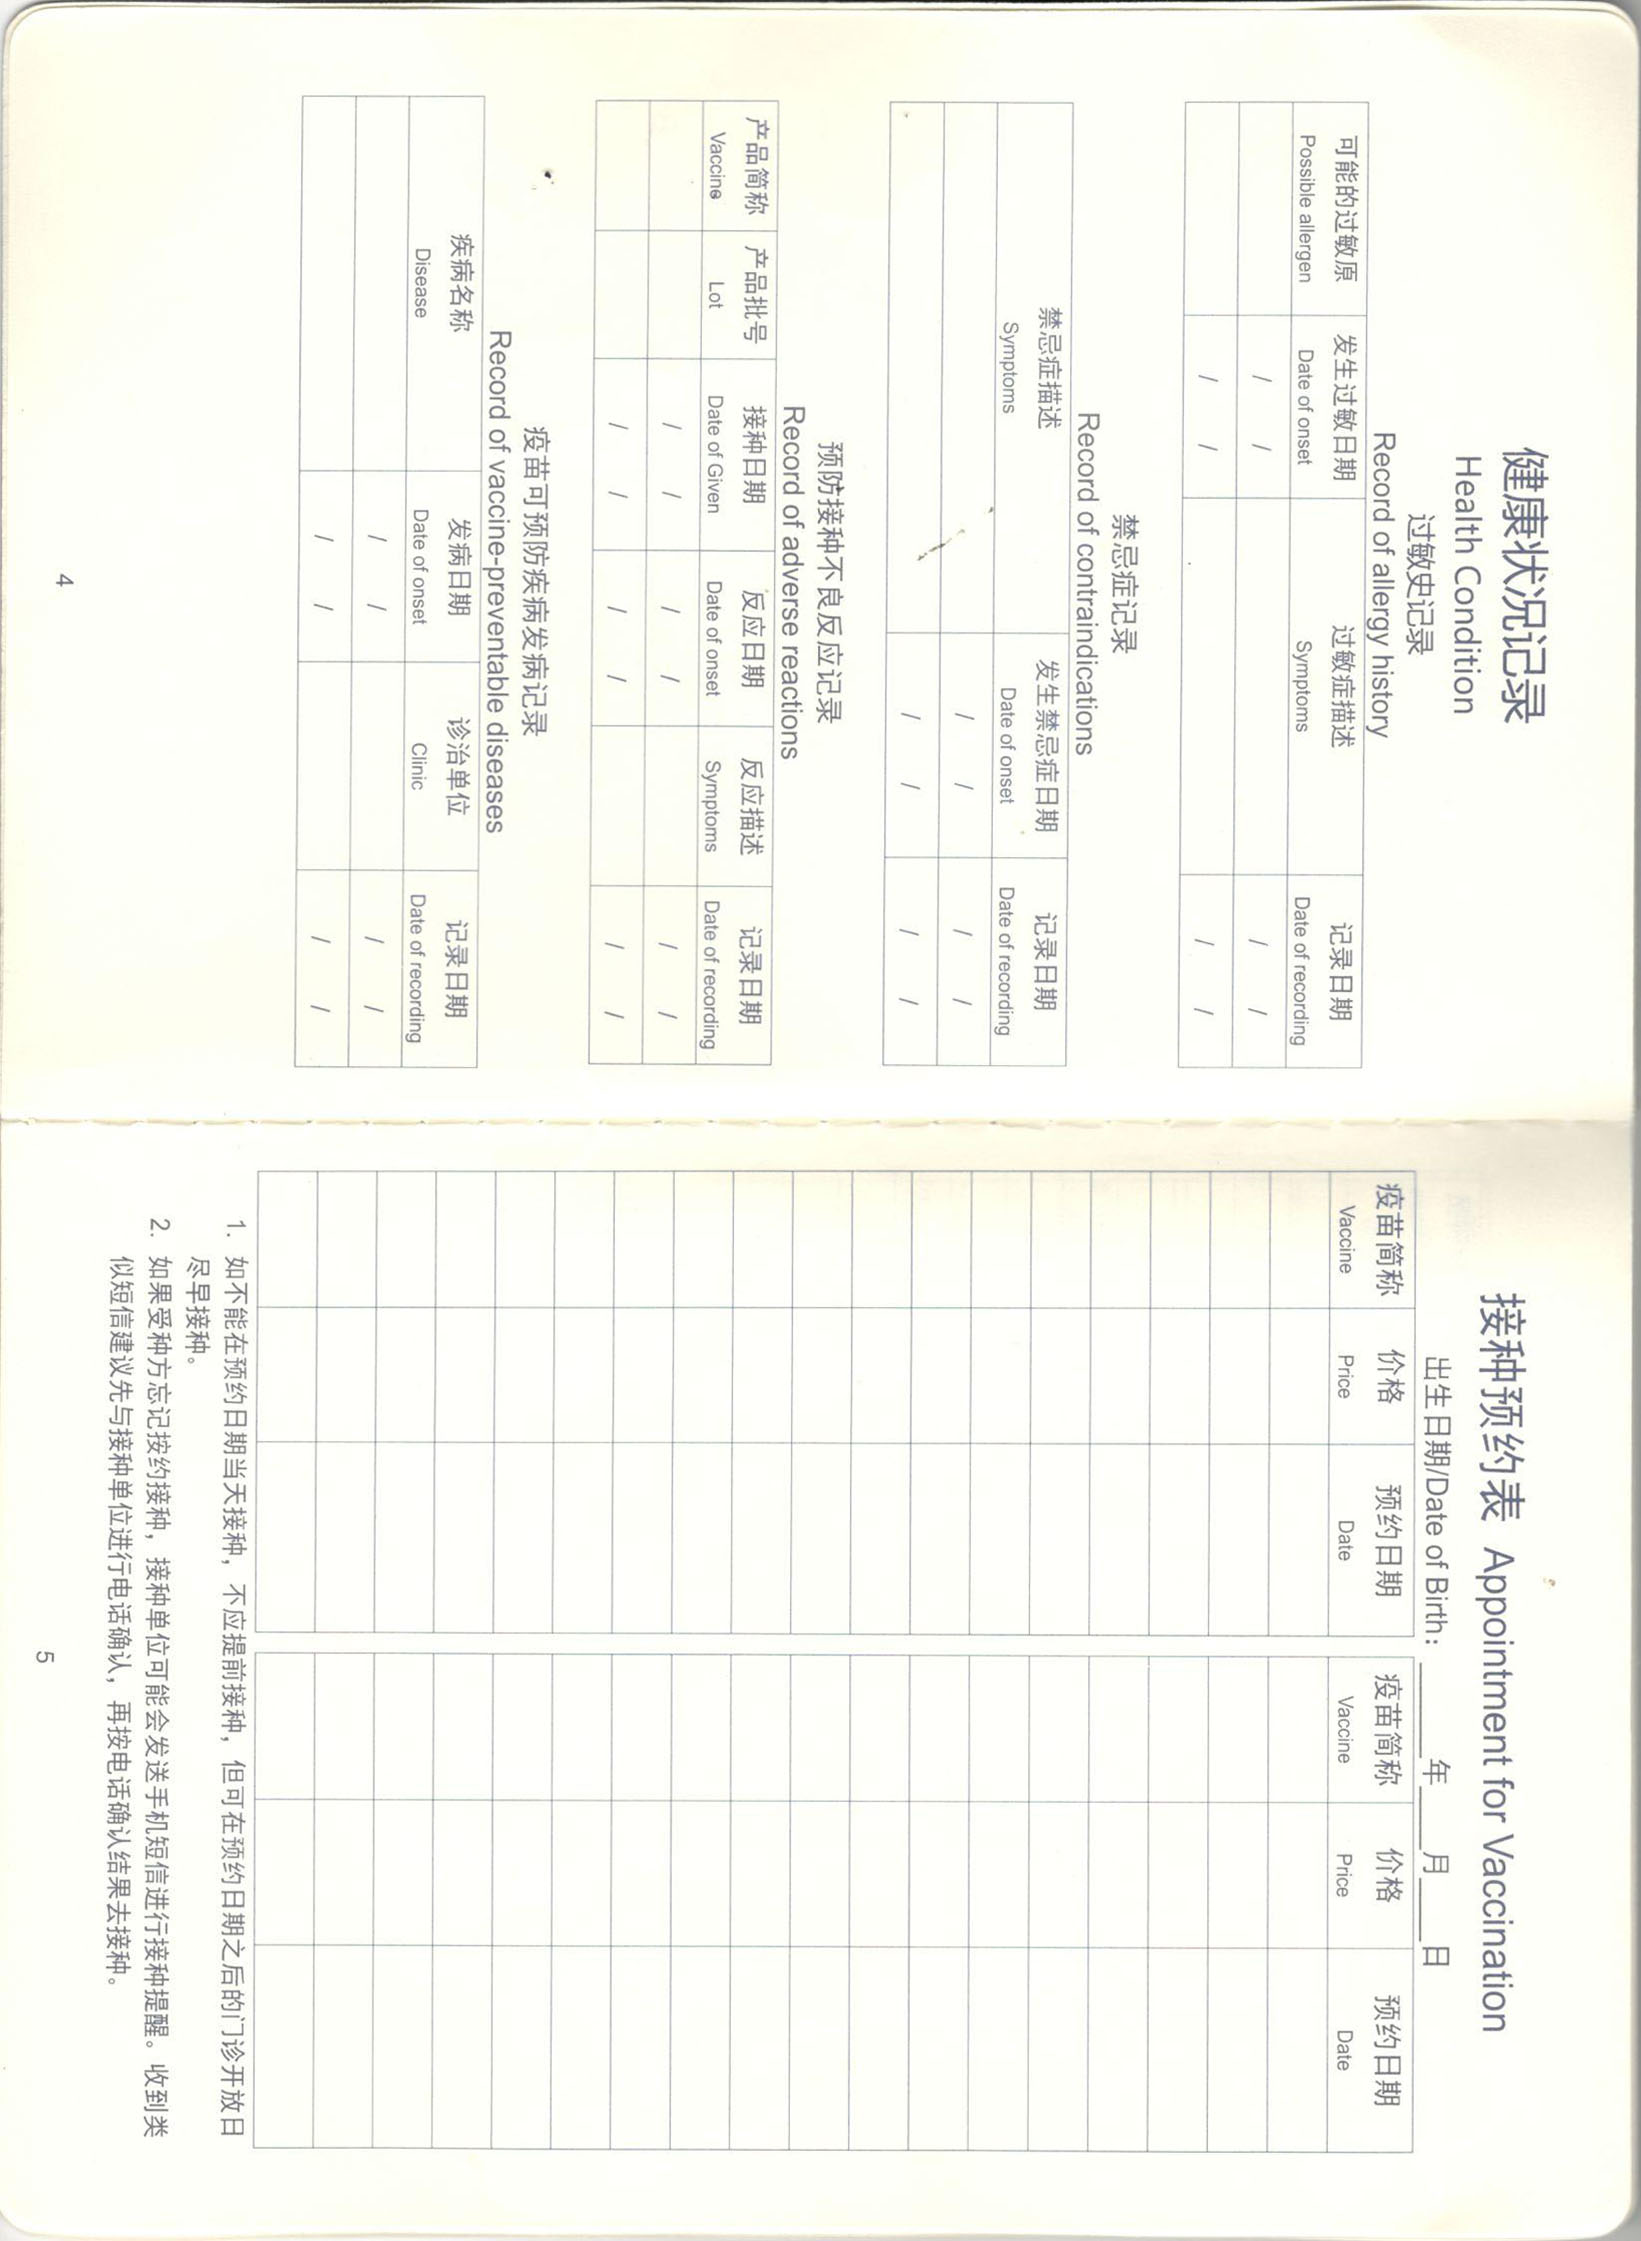 健康状况记录
Health Condition
过敏史记录
Record of allergy history
可能的过敏原 发生过敏日期 过敏症描述 记录日期
Possible allergen Date of onset Symptoms Date of recording
/ / / /
/ / / /
禁忌症记录
Record of contraindications
禁忌症描述 发生禁忌症日期 记录日期
Symptoms Date of onset Date of recording
/ / / /
/ / / /
预防接种不良反应记录
Record of adverse reactions
产品简称 产品批号 接种日期 反应日期 反应描述 记录日期
Vaccine Lot Date of Given Date of onset Symptoms Date of recording
/ / / / / /
/ / / / / /
疫苗可预防疾病发病记录
Record of vaccine-preventable diseases
疾病名称 发病日期 诊治单位 记录日期
Disease Date of onset Clinic Date of recording
/ / / /
/ / / /
4
接种预约表 Appointment for Vaccination
出生日期/Date of Birth: ______年____月____日
疫苗简称 价格 预约日期 疫苗简称 价格 预约日期
Vaccine Price Date Vaccine Price Date
1. 如不能在预约日期当天接种，不应提前接种，但可在预约日期之后的门诊开放日
尽早接种。
2. 如果受种方忘记按约接种，接种单位可能会发送手机短信进行接种提醒。收到类
似短信建议先与接种单位进行电话确认，再按电话确认结果去接种。
5